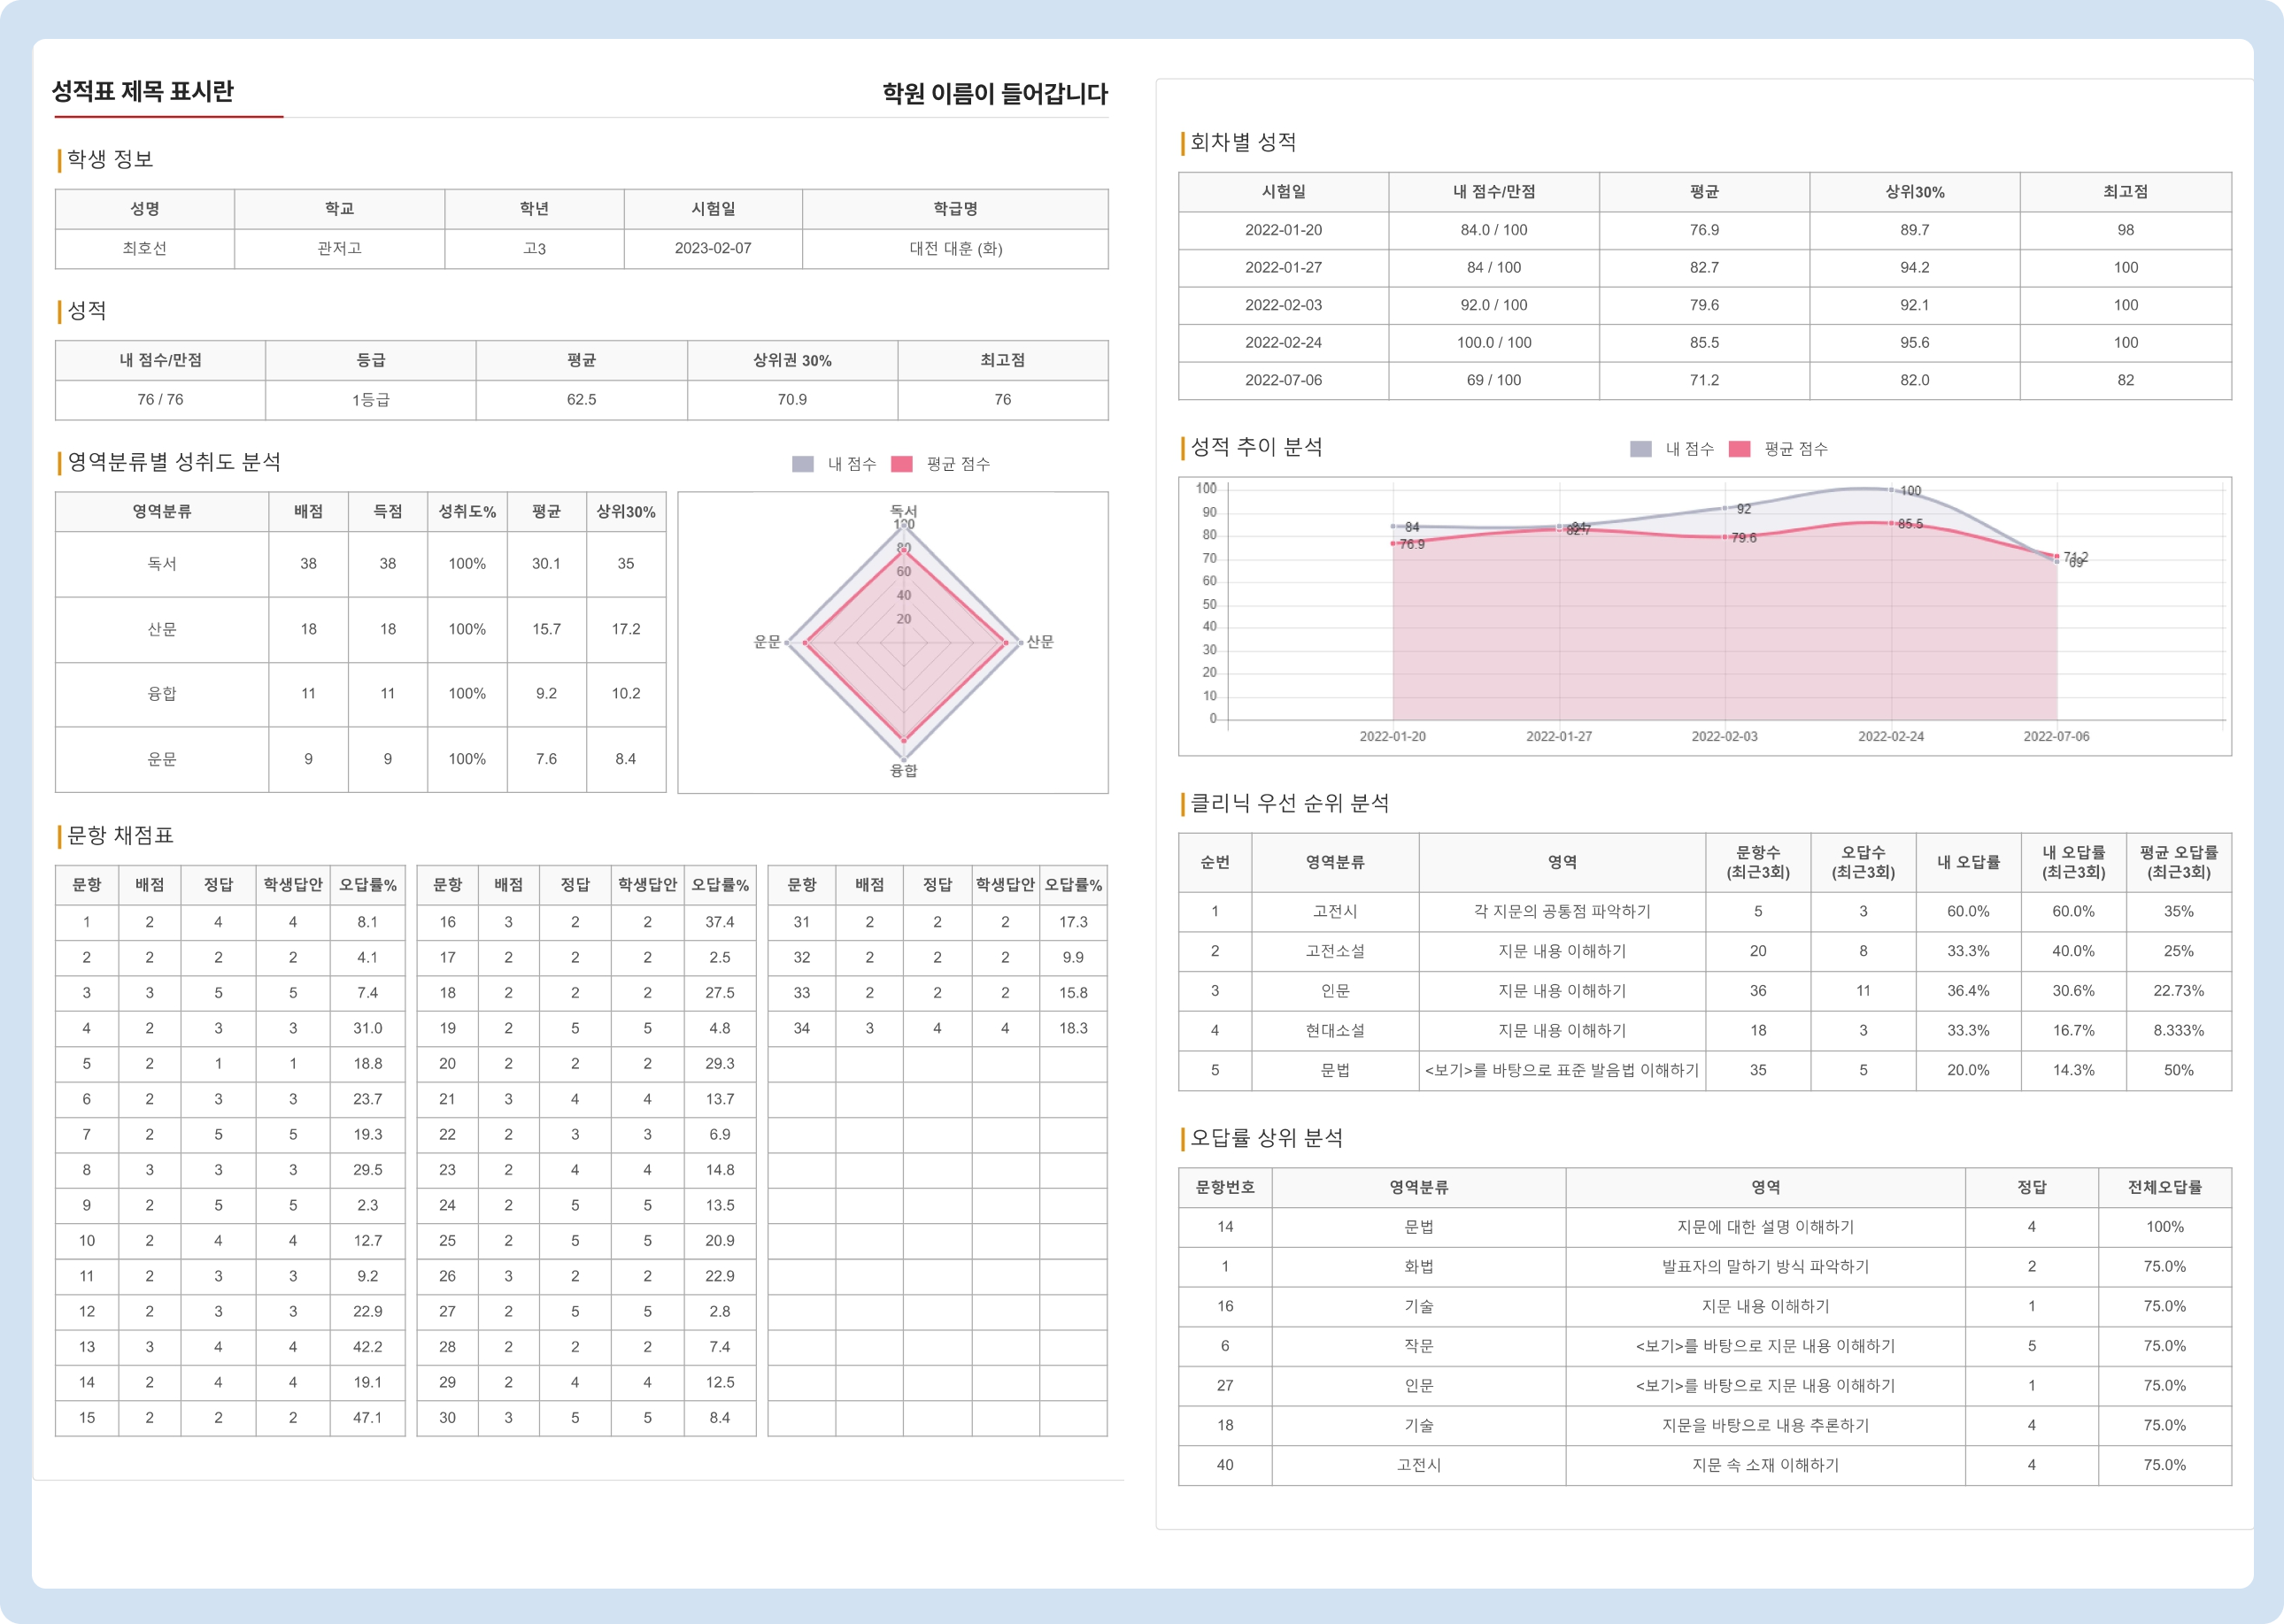 성적표 제목 표시란
학원 이름이 들어갑니다
학생 정보
성명 학교 학년 시험일 학급명
최호선 관저고 고3 2023-02-07 대전 대훈 (화)
성적
내 점수/만점 등급 평균 상위권 30% 최고점
76 / 76 1등급 62.5 70.9 76
영역분류별 성취도 분석
내 점수 평균 점수
영역분류 배점 득점 성취도% 평균 상위30%
독서 38 38 100% 30.1 35
산문 18 18 100% 15.7 17.2
융합 11 11 100% 9.2 10.2
운문 9 9 100% 7.6 8.4
독서
100
80
60
40
20
운문 산문
융합
문항 채점표
문항 배점 정답 학생답안 오답률%
1 2 4 4 8.1
2 2 2 2 4.1
3 3 5 5 7.4
4 2 3 3 31.0
5 2 1 1 18.8
6 2 3 3 23.7
7 2 5 5 19.3
8 3 3 3 29.5
9 2 5 5 2.3
10 2 4 4 12.7
11 2 3 3 9.2
12 2 3 3 22.9
13 3 4 4 42.2
14 2 4 4 19.1
15 2 2 2 47.1
문항 배점 정답 학생답안 오답률%
16 3 2 2 37.4
17 2 2 2 2.5
18 2 2 2 27.5
19 2 5 5 4.8
20 2 2 2 29.3
21 3 4 4 13.7
22 2 3 3 6.9
23 2 4 4 14.8
24 2 5 5 13.5
25 2 5 5 20.9
26 3 2 2 22.9
27 2 5 5 2.8
28 2 2 2 7.4
29 2 4 4 12.5
30 3 5 5 8.4
문항 배점 정답 학생답안 오답률%
31 2 2 2 17.3
32 2 2 2 9.9
33 2 2 2 15.8
34 3 4 4 18.3
회차별 성적
시험일 내 점수/만점 평균 상위30% 최고점
2022-01-20 84.0 / 100 76.9 89.7 98
2022-01-27 84 / 100 82.7 94.2 100
2022-02-03 92.0 / 100 79.6 92.1 100
2022-02-24 100.0 / 100 85.5 95.6 100
2022-07-06 69 / 100 71.2 82.0 82
성적 추이 분석
내 점수 평균 점수
100
90
80
70
60
50
40
30
20
10
0
84 84 92 100 69
76.9 82.7 79.6 85.5 71.2
2022-01-20 2022-01-27 2022-02-03 2022-02-24 2022-07-06
클리닉 우선 순위 분석
순번 영역분류 영역 문항수 (최근3회) 오답수 (최근3회) 내 오답률 내 오답률 (최근3회) 평균 오답률 (최근3회)
1 고전시 각 지문의 공통점 파악하기 5 3 60.0% 60.0% 35%
2 고전소설 지문 내용 이해하기 20 8 33.3% 40.0% 25%
3 인문 지문 내용 이해하기 36 11 36.4% 30.6% 22.73%
4 현대소설 지문 내용 이해하기 18 3 33.3% 16.7% 8.333%
5 문법 <보기>를 바탕으로 표준 발음법 이해하기 35 5 20.0% 14.3% 50%
오답률 상위 분석
문항번호 영역분류 영역 정답 전체오답률
14 문법 지문에 대한 설명 이해하기 4 100%
1 화법 발표자의 말하기 방식 파악하기 2 75.0%
16 기술 지문 내용 이해하기 1 75.0%
6 작문 <보기>를 바탕으로 지문 내용 이해하기 5 75.0%
27 인문 <보기>를 바탕으로 지문 내용 이해하기 1 75.0%
18 기술 지문을 바탕으로 내용 추론하기 4 75.0%
40 고전시 지문 속 소재 이해하기 4 75.0%